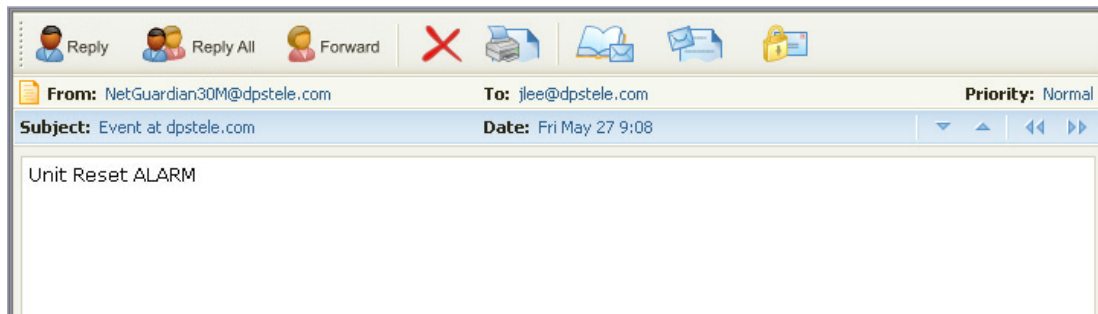 Reply Reply All Forward
From: NetGuardian30M@dpstele.com To: jlee@dpstele.com Priority: Normal
Subject: Event at dpstele.com Date: Fri May 27 9:08
Unit Reset ALARM